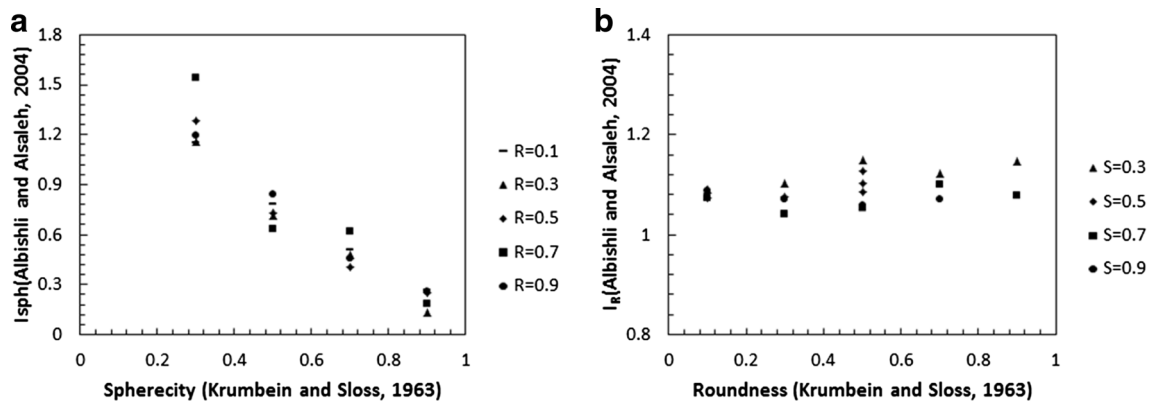 a
1.8
1.5
1.2
0.9
0.6
0.3
0
Isph(Albishli and Alsaleh, 2004)
0 0.2 0.4 0.6 0.8 1
Spherecity (Krumbein and Sloss, 1963)
R=0.1
R=0.3
R=0.5
R=0.7
R=0.9
b
1.4
1.2
1
0.8
IR(Albishli and Alsaleh, 2004)
0 0.2 0.4 0.6 0.8 1
Roundness (Krumbein and Sloss, 1963)
S=0.3
S=0.5
S=0.7
S=0.9